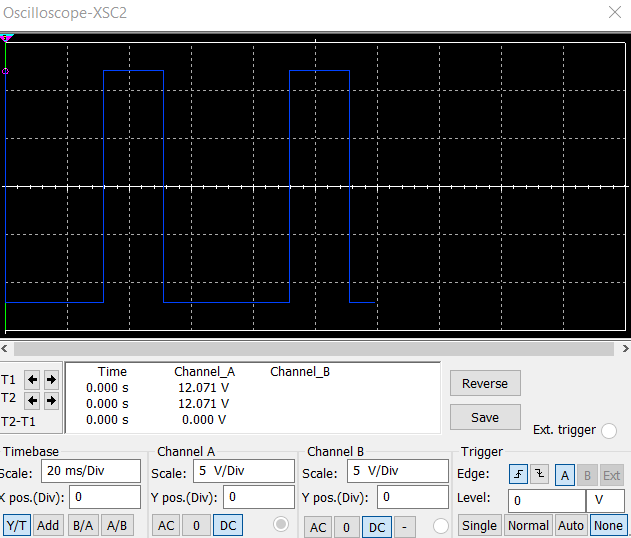 Oscilloscope-XSC2
Time Channel_A Channel_B
T1 0.000 s 12.071 V
T2 0.000 s 12.071 V
T2-T1 0.000 s 0.000 V
Reverse
Save
Ext. trigger
Timebase
Scale: 20 ms/Div
X pos.(Div): 0
Y/T Add B/A A/B
Channel A
Scale: 5 V/Div
Y pos.(Div): 0
AC 0 DC
Channel B
Scale: 5 V/Div
Y pos.(Div): 0
AC 0 DC -
Trigger
Edge: A B Ext
Level: 0 V
Single Normal Auto None